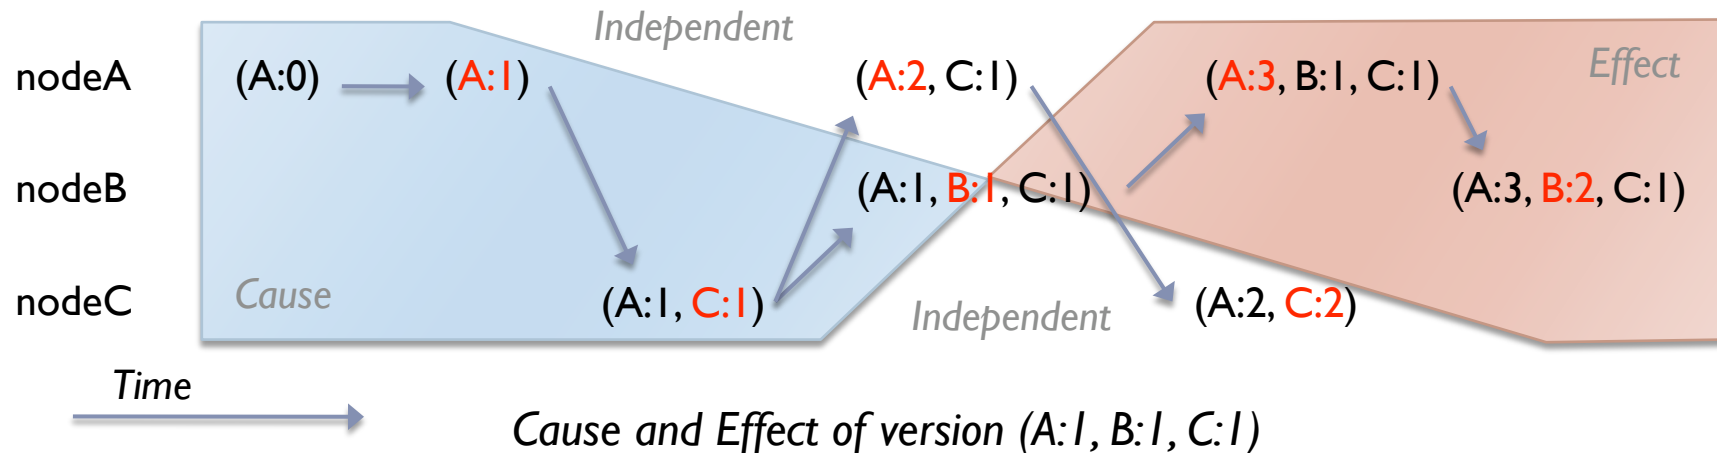 Independent
nodeA (A:0) (A:1) (A:2, C:1) (A:3, B:1, C:1) Effect
nodeB (A:1, B:1, C:1) (A:3, B:2, C:1)
nodeC Cause (A:1, C:1) Independent (A:2, C:2)
Time
Cause and Effect of version (A:1, B:1, C:1)